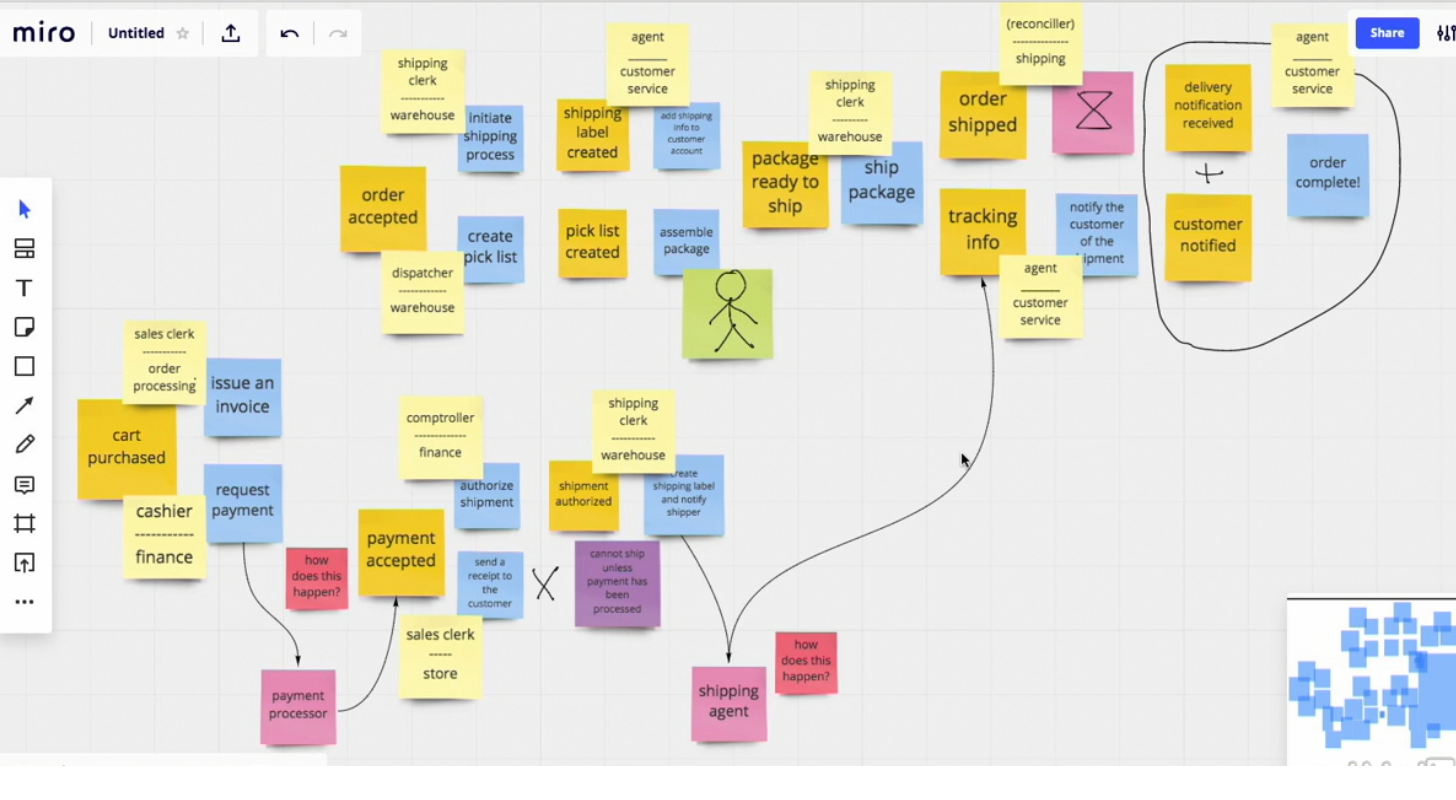 miro
Untitled
Share
shipping
clerk
-----------
warehouse
initiate
shipping
process
order
accepted
create
pick list
dispatcher
------------
warehouse
agent
______
customer
service
shipping
label
created
add shipping
info to
customer
account
pick list
created
assemble
package
shipping
clerk
---------
warehouse
package
ready to
ship
ship
package
(reconciller)
--------------
shipping
order
shipped
tracking
info
notify the
customer
of the
agent
______
customer
service
delivery
notification
received
+
customer
notified
agent
______
customer
service
order
complete!
sales clerk
-----------
order
processing
issue an
invoice
cart
purchased
request
payment
cashier
------------
finance
how
does this
happen?
payment
processor
comptroller
-------------
finance
authorize
shipment
payment
accepted
send a
receipt to
the
customer
X
sales clerk
-----
store
shipping
clerk
-----------
warehouse
shipment
authorized
create
shipping label
and notify
shipper
cannot ship
unless
payment has
been
processed
shipping
agent
how
does this
happen?